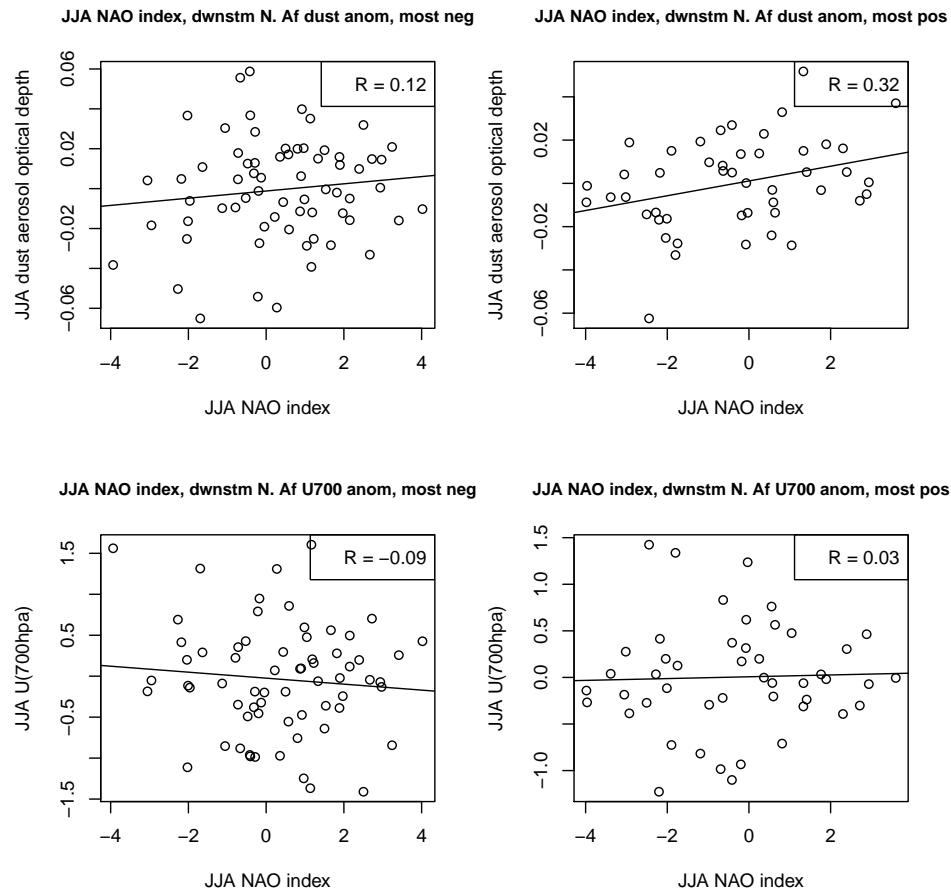 JJA NAO index, dwnstm N. Af dust anom, most neg
R = 0.12
JJA dust aerosol optical depth
0.06
0.02
−0.02
−0.06
−4
−2
0
2
4
JJA NAO index
JJA NAO index, dwnstm N. Af dust anom, most pos
R = 0.32
JJA dust aerosol optical depth
0.02
−0.02
−0.06
−4
−2
0
2
JJA NAO index
JJA NAO index, dwnstm N. Af U700 anom, most neg
R = −0.09
JJA U(700hpa)
1.5
0.5
−0.5
−1.5
−4
−2
0
2
4
JJA NAO index
JJA NAO index, dwnstm N. Af U700 anom, most pos
R = 0.03
JJA U(700hpa)
1.5
1.0
0.5
0.0
−1.0
−4
−2
0
2
JJA NAO index